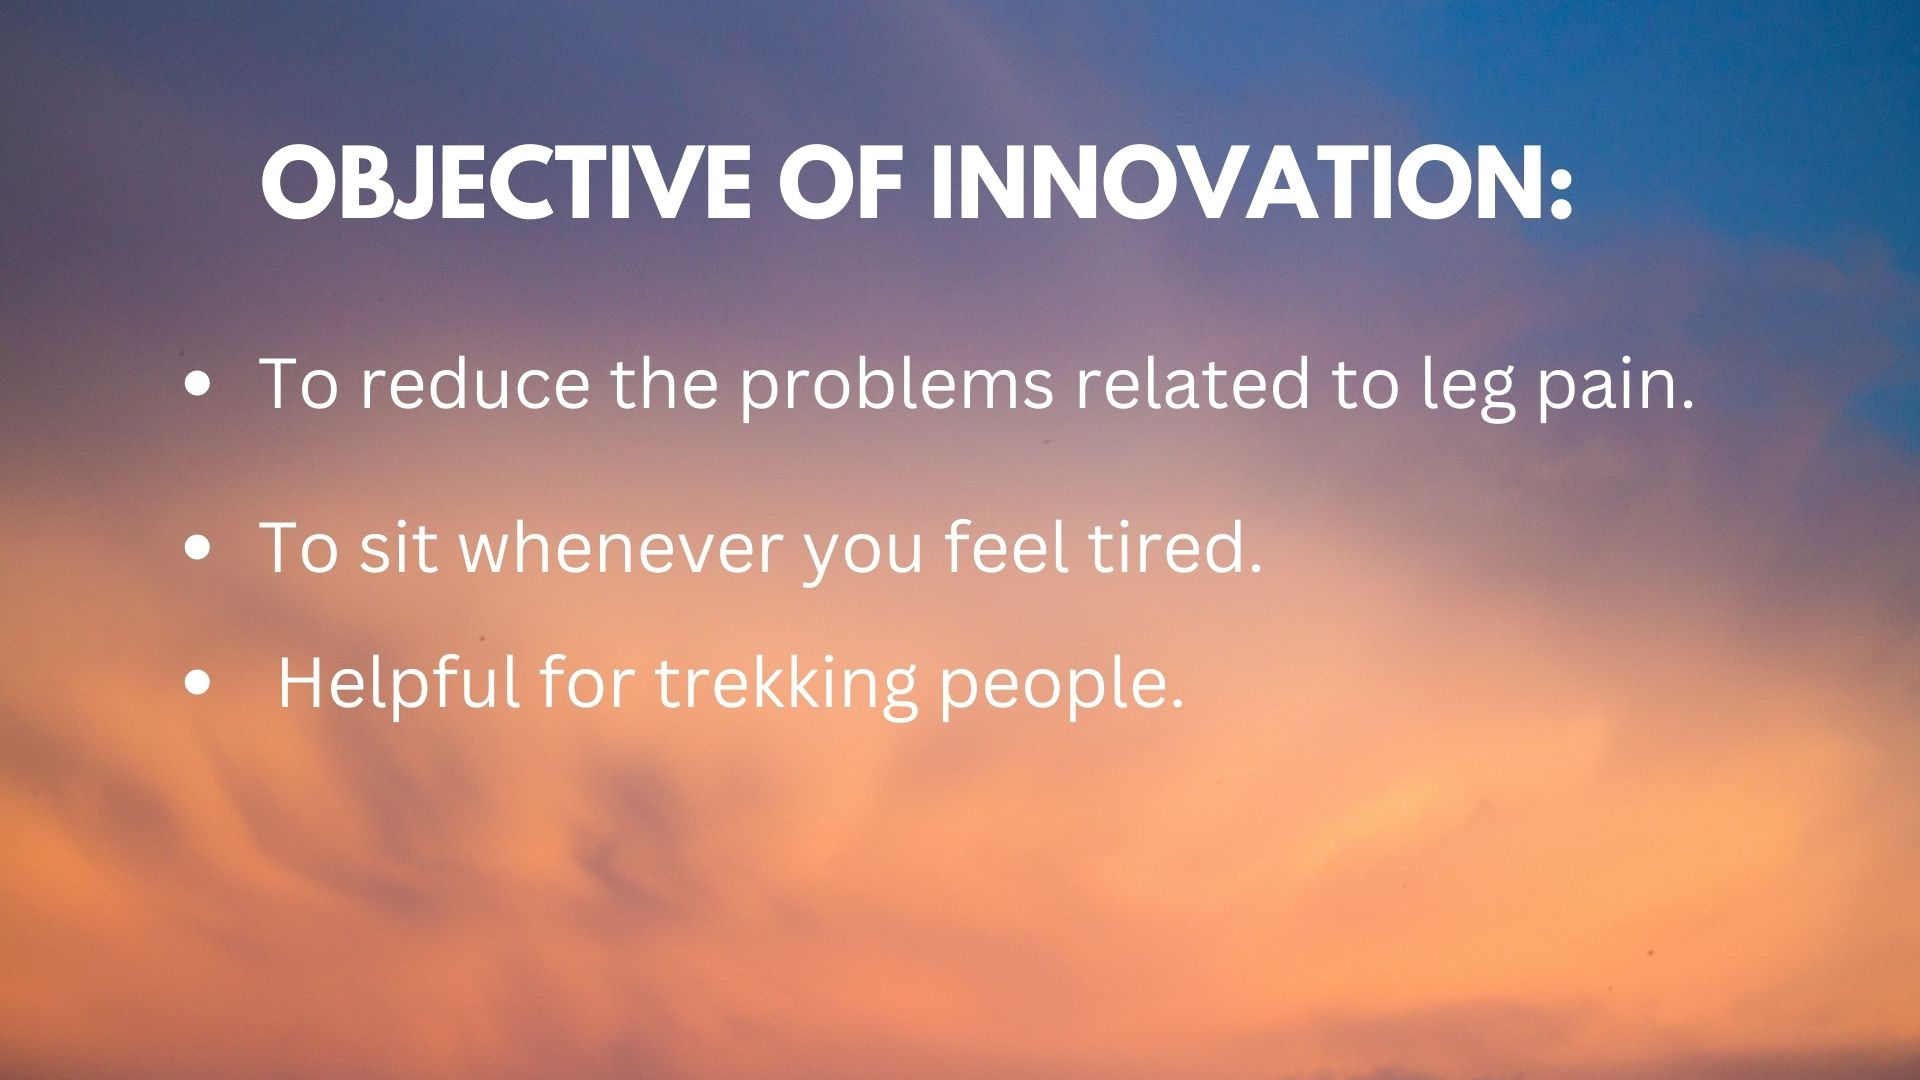 OBJECTIVE OF INNOVATION:
• To reduce the problems related to leg pain.
• To sit whenever you feel tired.
• Helpful for trekking people.